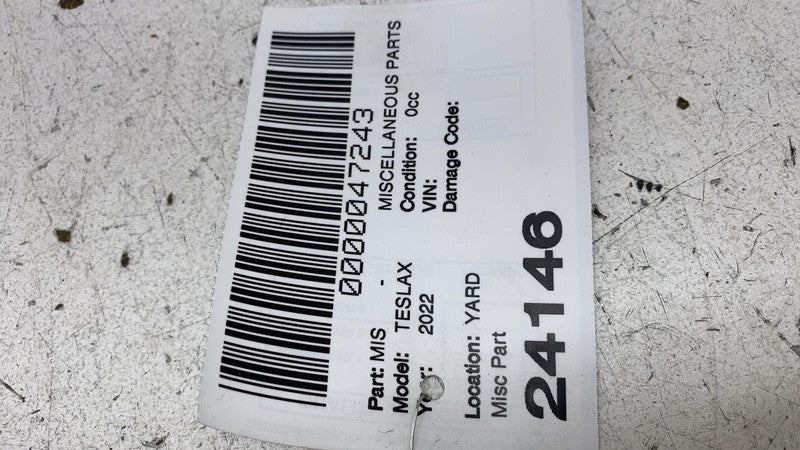 0000047243
Part: MIS - MISCELLANEOUS PARTS
Model: TESLAX Condition: 0cc
Year: 2022 VIN:
Damage Code:
Location: YARD
Misc Part
24146